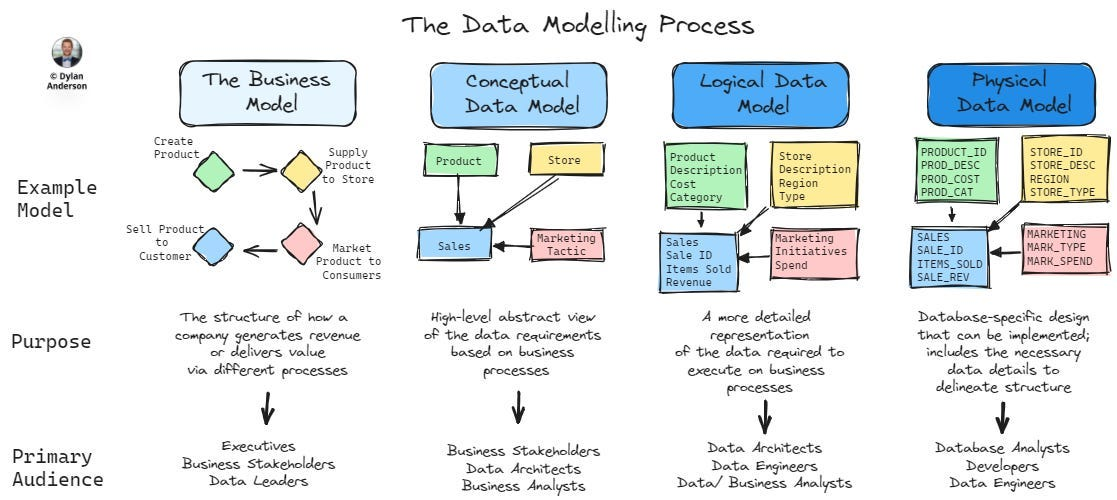 The Data Modelling Process
© Dylan
Anderson
The Business
Model
Conceptual
Data Model
Logical Data
Model
Physical
Data Model
Example
Model
Create
Product
Supply
Product
to Store
Sell Product
to
Customer
Market
Product to
Consumers
Product
Store
Sales
Marketing
Tactic
Product
Description
Cost
Category
Store
Description
Region
Type
Sales
Sale ID
Items Sold
Revenue
Marketing
Initiatives
Spend
PRODUCT_ID
PROD_DESC
PROD_COST
PROD_CAT
STORE_ID
STORE_DESC
REGION
STORE_TYPE
SALES
SALE_ID
ITEMS_SOLD
SALE_REV
MARKETING
MARK_TYPE
MARK_SPEND
Purpose
The structure of how a
company generates revenue
or delivers value
via different processes
High-level abstract view
of the data requirements
based on business
processes
A more detailed
representation
of the data required to
execute on business
processes
Database-specific design
that can be implemented;
includes the necessary
data details to
delineate structure
Primary
Audience
Executives
Business Stakeholders
Data Leaders
Business Stakeholders
Data Architects
Business Analysts
Data Architects
Data Engineers
Data/ Business Analysts
Database Analysts
Developers
Data Engineers